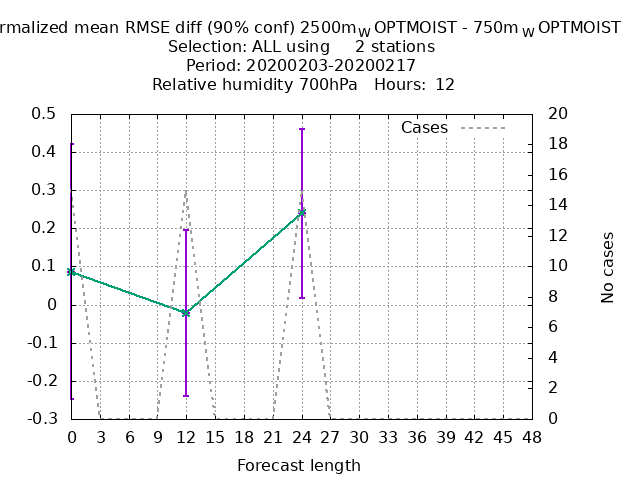 rmalized mean RMSE diff (90% conf) 2500m W OPTMOIST - 750m W OPTMOIST
Selection: ALL using 2 stations
Period: 20200203-20200217
Relative humidity 700hPa Hours: 12
Cases
0.5
0.4
0.3
0.2
0.1
0
-0.1
-0.2
-0.3
20
18
16
14
12
10
8
6
4
2
0
No cases
0 3 6 9 12 15 18 21 24 27 30 33 36 39 42 45 48
Forecast length